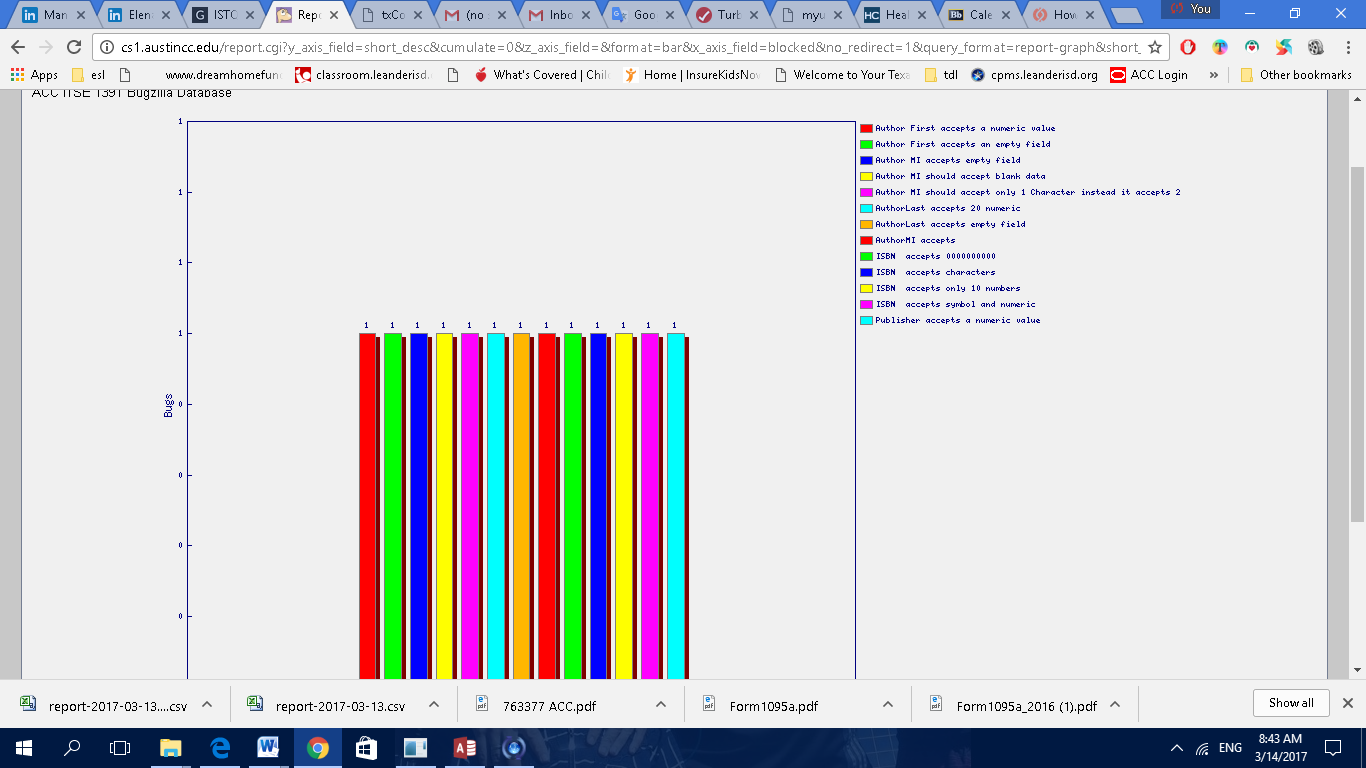 Man
Elen
ISTC
Repo
txCo
(no
Inbo
Goo
Turb
myu
Heal
Cale
How
You
cs1.austincc.edu/report.cgi?y_axis_field=short_desc&cumulate=0&z_axis_field=&format=bar&x_axis_field=blocked&no_redirect=1&query_format=report-graph&short_
Apps
esl
www.dreamhomefun
classroom.leanderisd.
What's Covered | Chil
Home | InsureKidsNov
Welcome to Your Texa
tdl
cpms.leanderisd.org
ACC Login
»
Other bookmarks
ACC ITSE 1391 Bugzilla Database
1
1
1
1
0
0
0
0
Bugs
1 1 1 1 1 1 1 1 1 1 1 1 1
Author First accepts a numeric value
Author First accepts an empty field
Author MI accepts empty field
Author MI should accept blank data
Author MI should accept only 1 Character instead it accepts 2
AuthorLast accepts 20 numeric
AuthorLast accepts empty field
AuthorMI accepts
ISBN accepts 0000000000
ISBN accepts characters
ISBN accepts only 10 numbers
ISBN accepts symbol and numeric
Publisher accepts a numeric value
report-2017-03-13....csv
report-2017-03-13.csv
763377 ACC.pdf
Form1095a.pdf
Form1095a_2016 (1).pdf
Show all
ENG
8:43 AM
3/14/2017